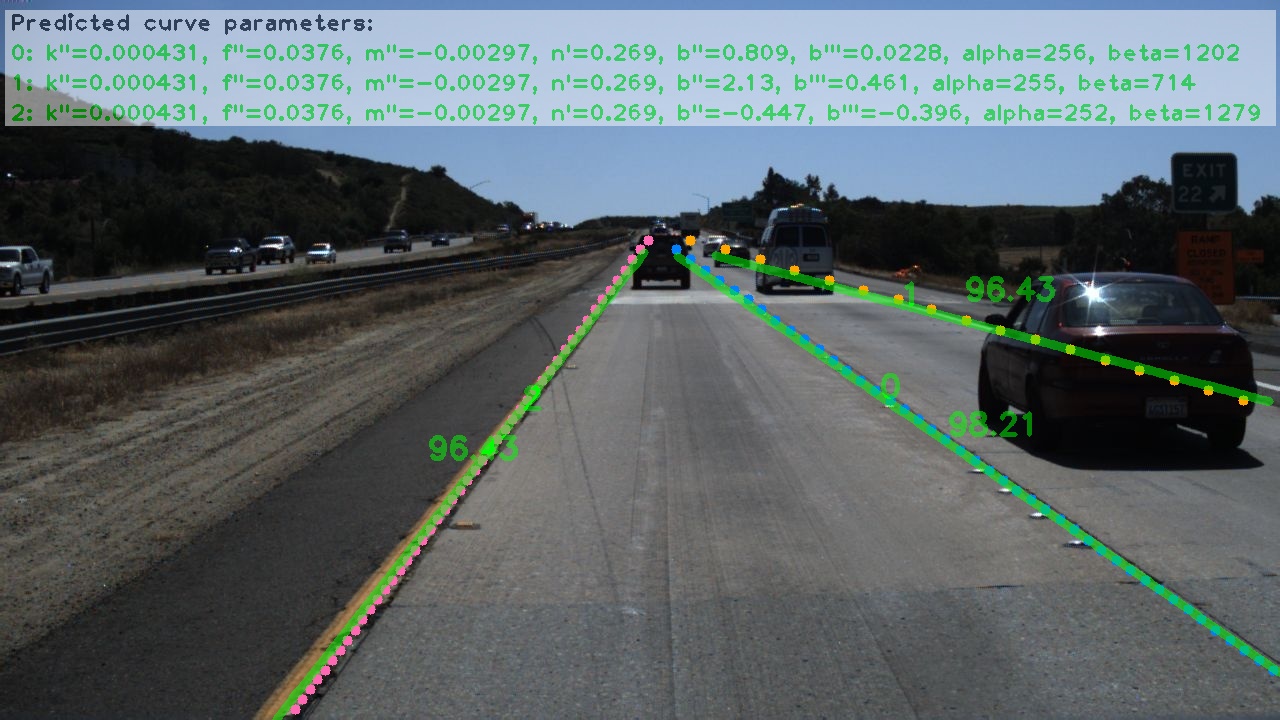 Predicted curve parameters:
0: k''=0.000431, f''=0.0376, m''=−0.00297, n'=0.269, b''=0.809, b'''=0.0228, alpha=256, beta=1202
1: k''=0.000431, f''=0.0376, m''=−0.00297, n'=0.269, b''=2.13, b'''=0.461, alpha=255, beta=714
2: k''=0.000431, f''=0.0376, m''=−0.00297, n'=0.269, b''=−0.447, b'''=−0.396, alpha=252, beta=1279
EXIT
22
RAMP
CLOSED
1
96.43
0
98.21
2
96.43
COROLLA